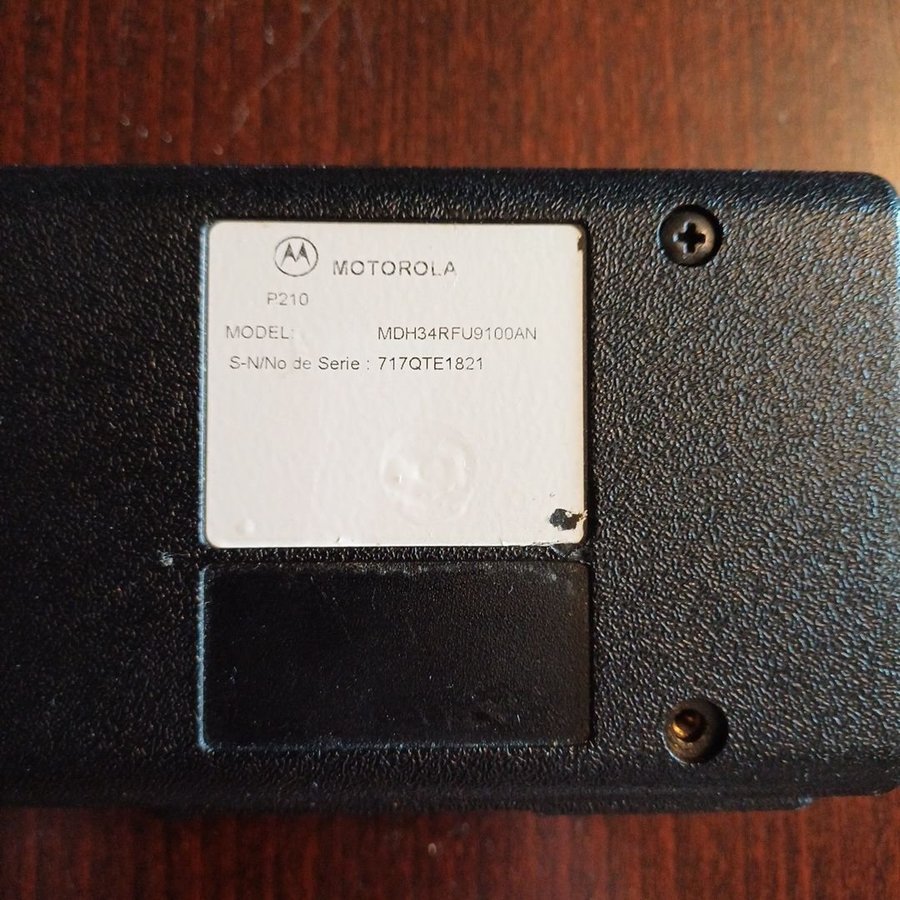 MOTOROLA
P210
MODEL: MDH34RFU9100AN
S-N/No de Serie : 717QTE1821